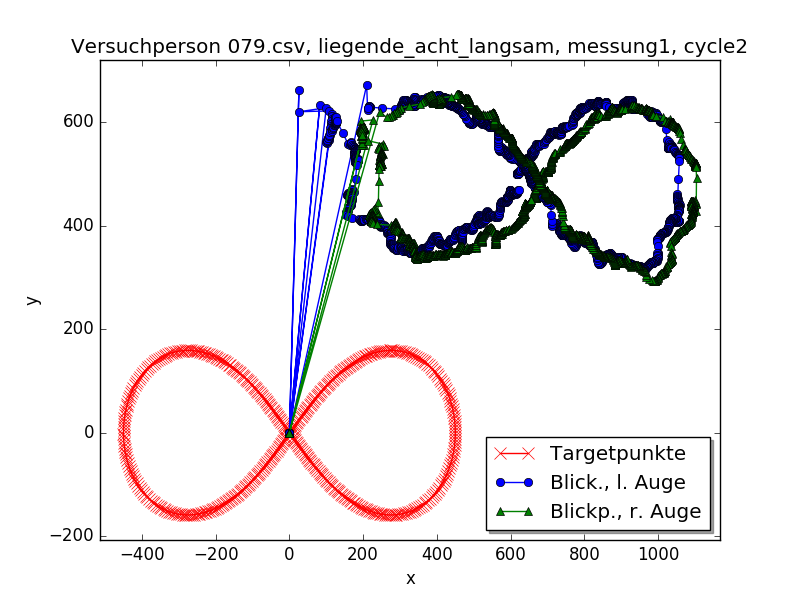 Versuchperson 079.csv, liegende_acht_langsam, messung1, cycle2
y
600
400
200
0
−200
−400
−200
0
200
400
600
800
1000
x
Targetpunkte
Blick., l. Auge
Blickp., r. Auge